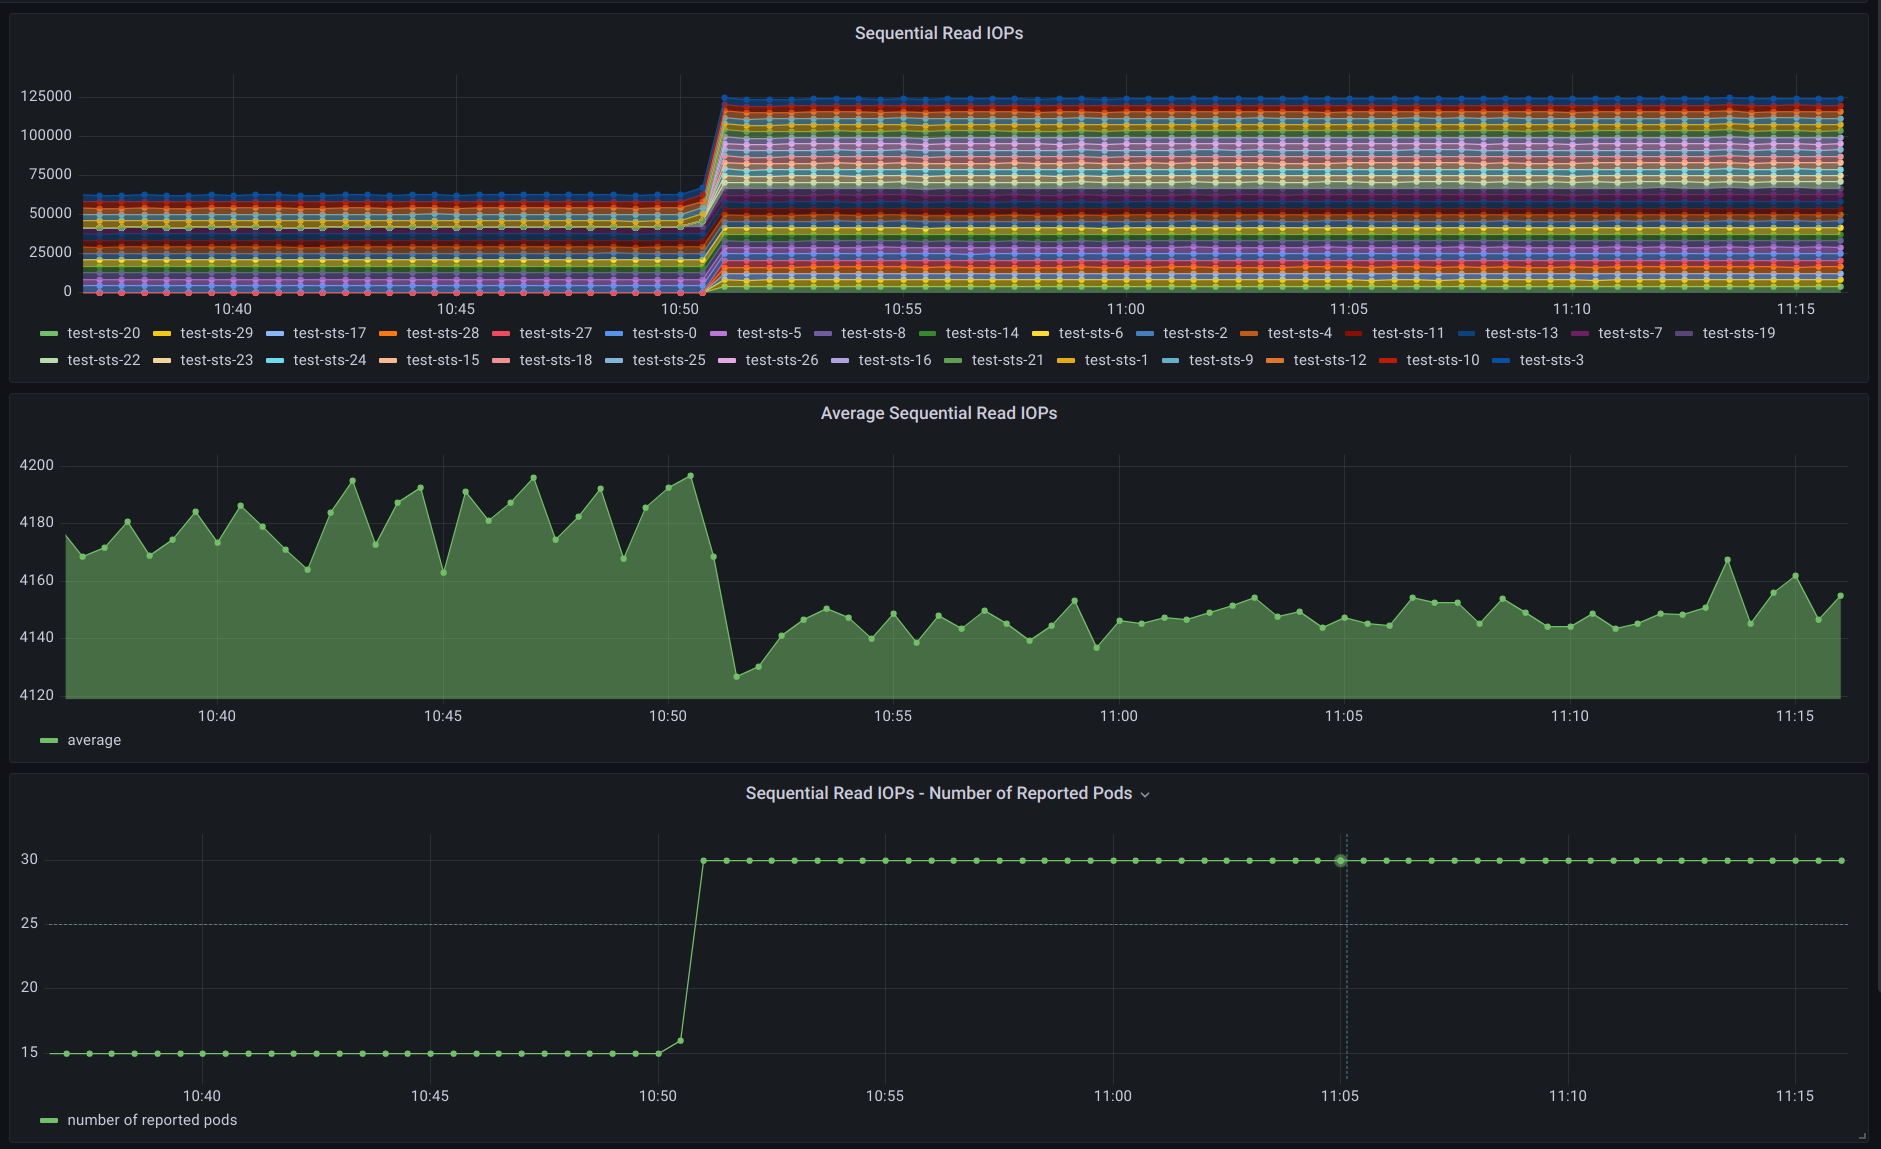 Sequential Read IOPs
125000
100000
75000
50000
25000
0
10:40 10:45 10:50 10:55 11:00 11:05 11:10 11:15
test-sts-20 test-sts-29 test-sts-17 test-sts-28 test-sts-27 test-sts-0 test-sts-5 test-sts-8 test-sts-14 test-sts-6 test-sts-2 test-sts-4 test-sts-11 test-sts-13 test-sts-7 test-sts-19
test-sts-22 test-sts-23 test-sts-24 test-sts-15 test-sts-18 test-sts-25 test-sts-26 test-sts-16 test-sts-21 test-sts-1 test-sts-9 test-sts-12 test-sts-10 test-sts-3
Average Sequential Read IOPs
4200
4180
4160
4140
4120
10:40 10:45 10:50 10:55 11:00 11:05 11:10 11:15
average
Sequential Read IOPs - Number of Reported Pods
30
25
20
15
10:40 10:45 10:50 10:55 11:00 11:05 11:10 11:15
number of reported pods